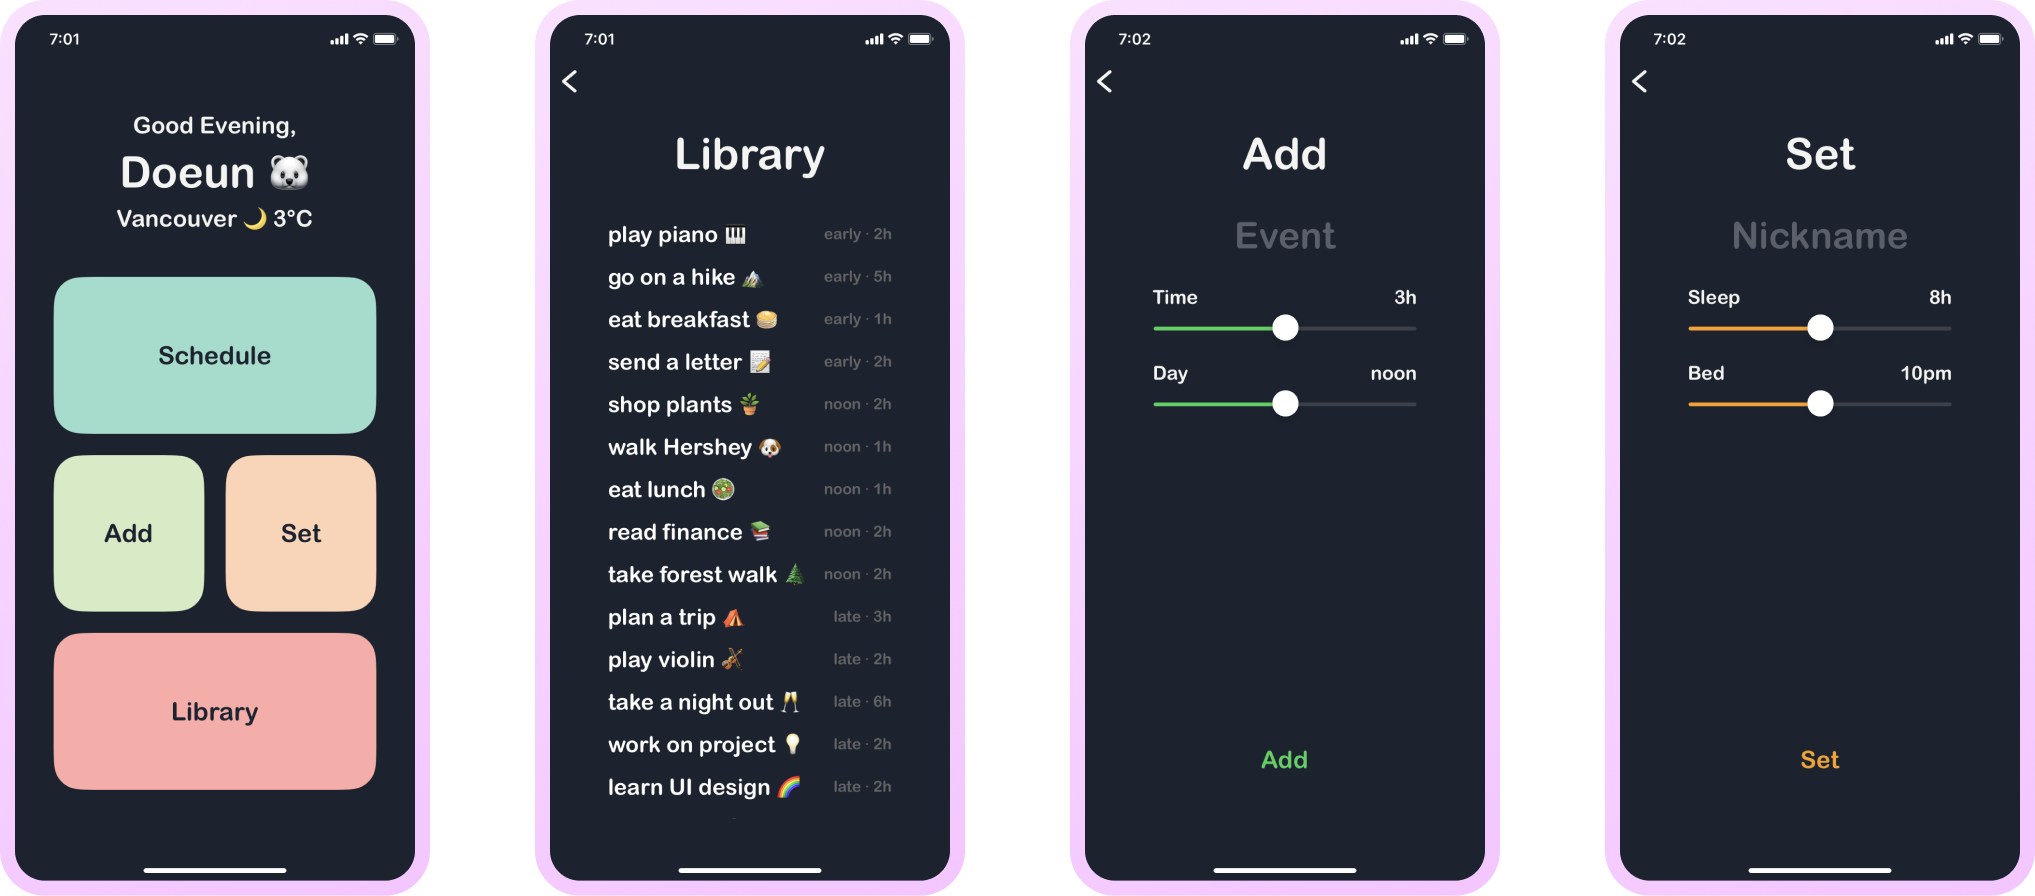 7:01
Good Evening,
Doeun 🐻‍❄️
Vancouver 🌙 3°C
Schedule
Add
Set
Library
7:01
Library
play piano 🎹 early · 2h
go on a hike 🏔️ early · 5h
eat breakfast 🥞 early · 1h
send a letter 📝 early · 2h
shop plants 🪴 noon · 2h
walk Hershey 🐶 noon · 1h
eat lunch 🥗 noon · 1h
read finance 📚 noon · 2h
take forest walk 🌲 noon · 2h
plan a trip ⛺ late · 3h
play violin 🎻 late · 2h
take a night out 🥂 late · 6h
work on project 💡 late · 2h
learn UI design 🌈 late · 2h
7:02
Add
Event
Time 3h
Day noon
Add
7:02
Set
Nickname
Sleep 8h
Bed 10pm
Set